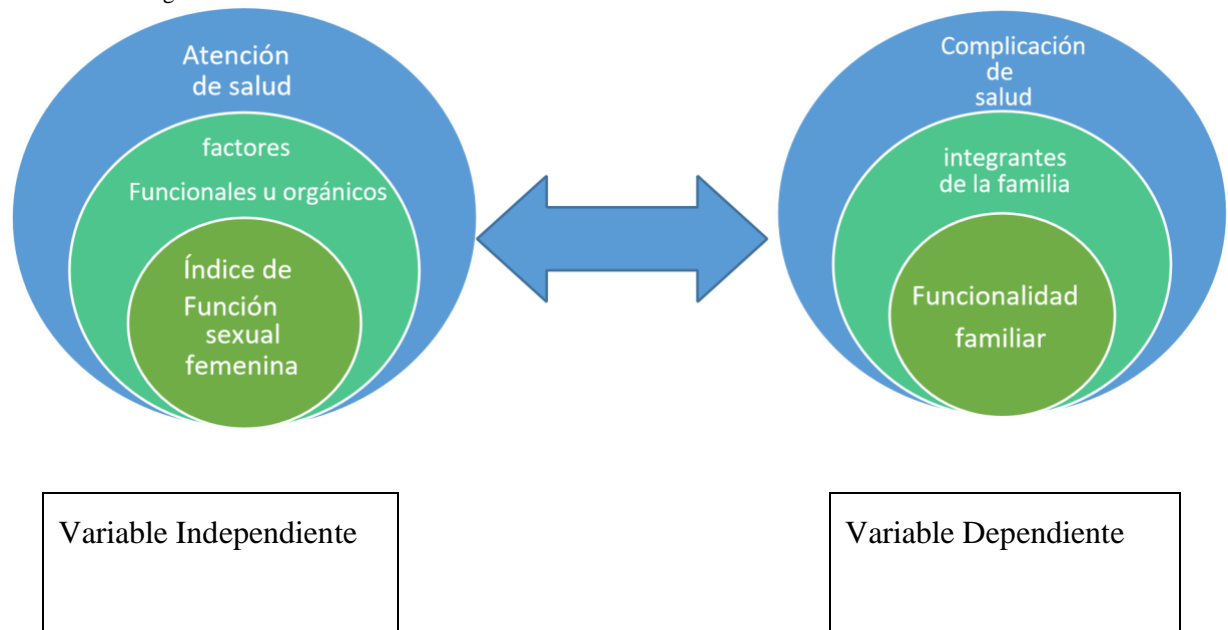 Atención
de salud
factores
Funcionales u orgánicos
Índice de
Función
sexual
femenina
Complicación
de
salud
integrantes
de la familia
Funcionalidad
familiar
Variable Independiente
Variable Dependiente